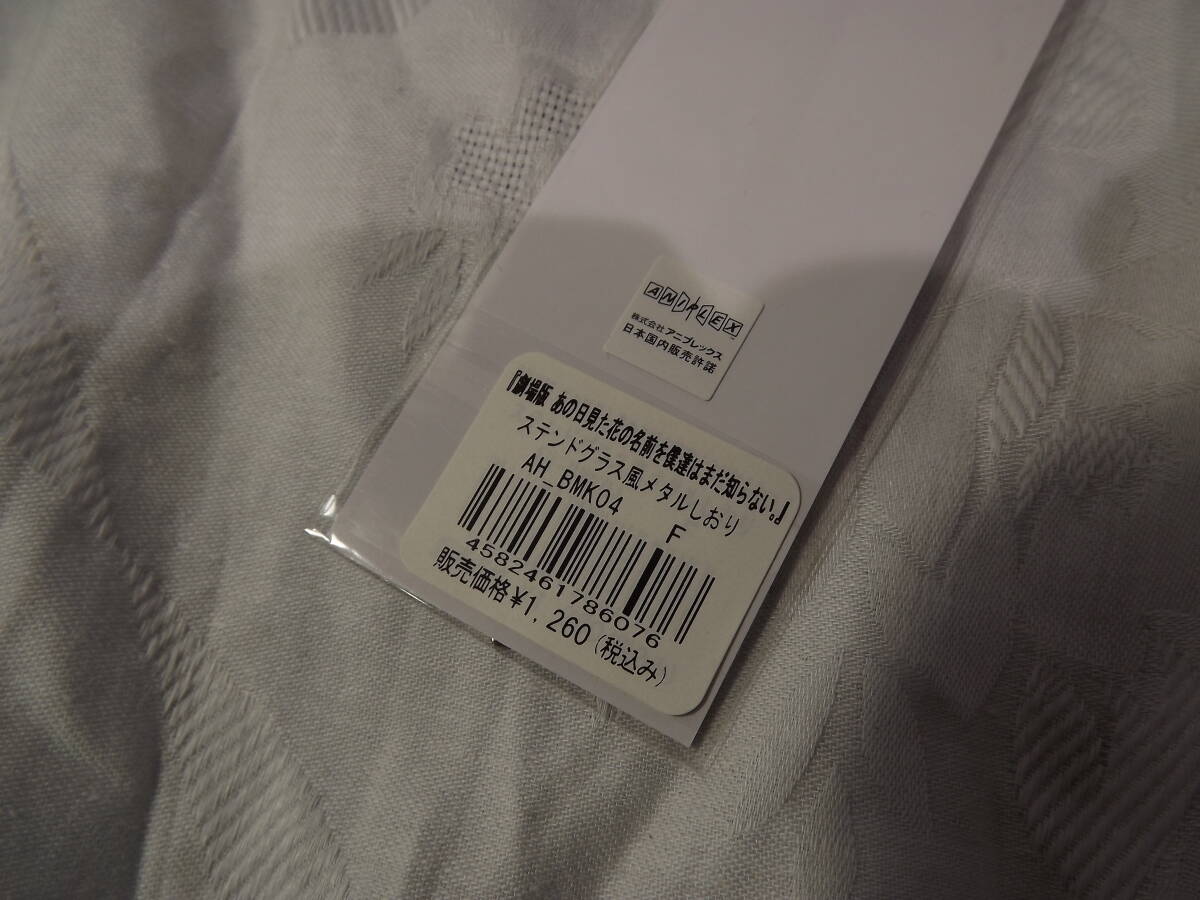 ANIPLEX
株式会社アニプレックス
日本国内販売許諾
『劇場版 あの日見た花の名前を僕達はまだ知らない。』
ステンドグラス風メタルしおり
AH_BMK04 F
4582461786076
販売価格¥1,260(税込み)